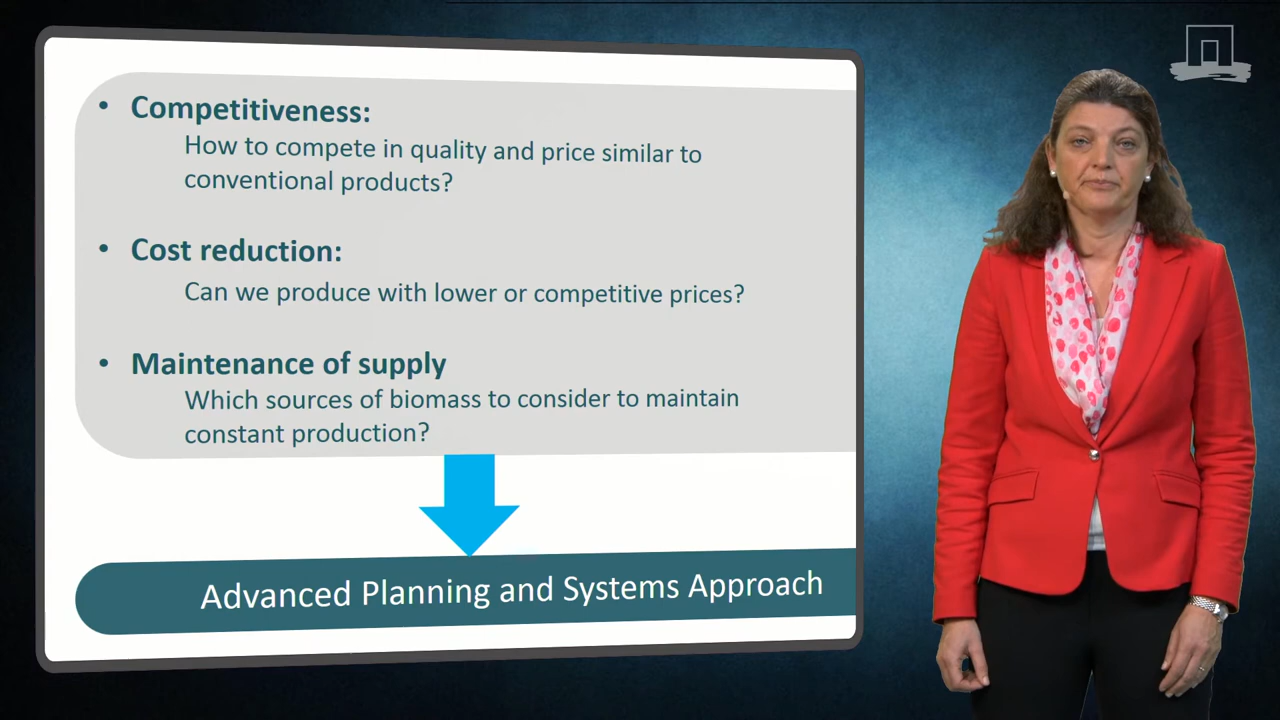 • Competitiveness:
How to compete in quality and price similar to
conventional products?
• Cost reduction:
Can we produce with lower or competitive prices?
• Maintenance of supply
Which sources of biomass to consider to maintain
constant production?
Advanced Planning and Systems Approach